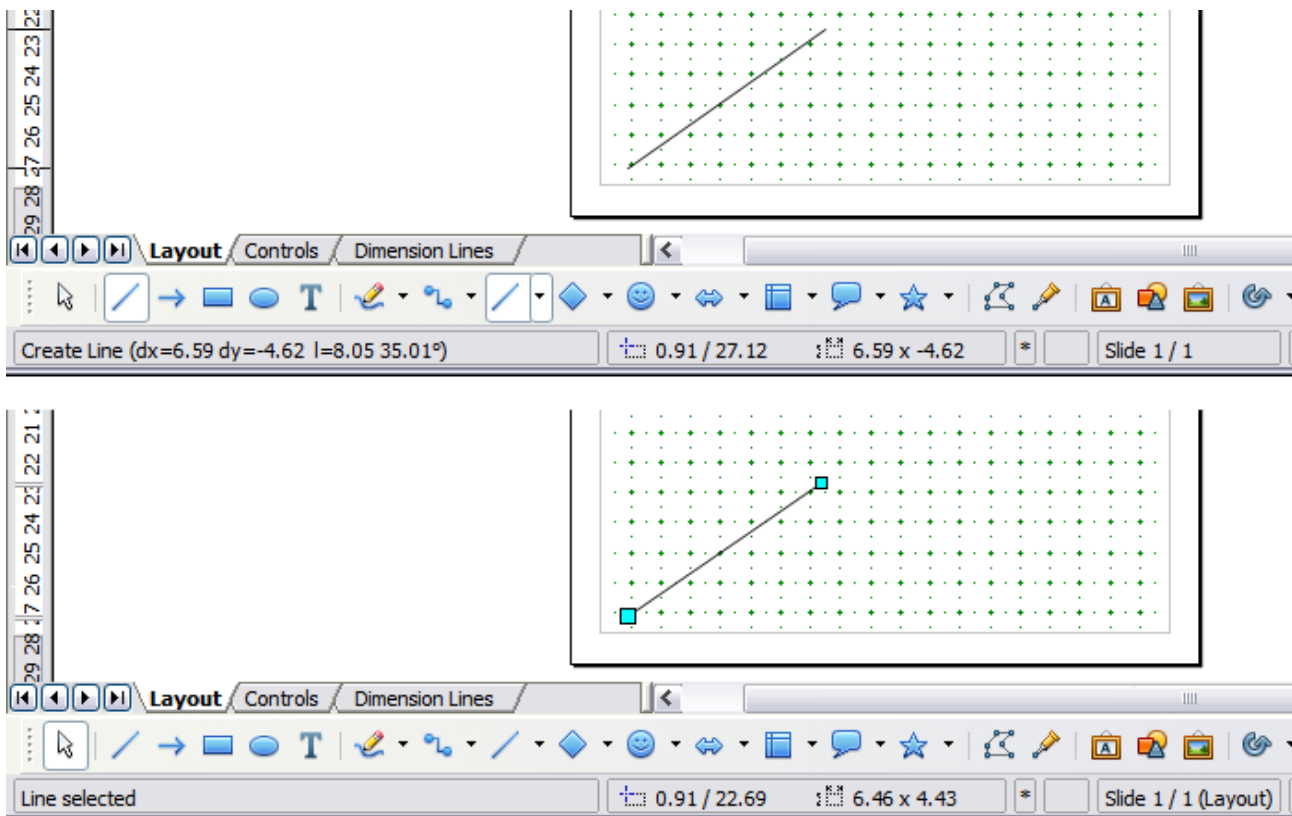 22
23
24
25
26
27
28
29
Layout Controls Dimension Lines
T A
Create Line (dx=6.59 dy=-4.62 l=8.05 35.01°) 0.91 / 27.12 6.59 x -4.62 * Slide 1 / 1
21
22
23
24
25
26
27
28
29
Layout Controls Dimension Lines
T A
Line selected 0.91 / 22.69 6.46 x 4.43 * Slide 1 / 1 (Layout)